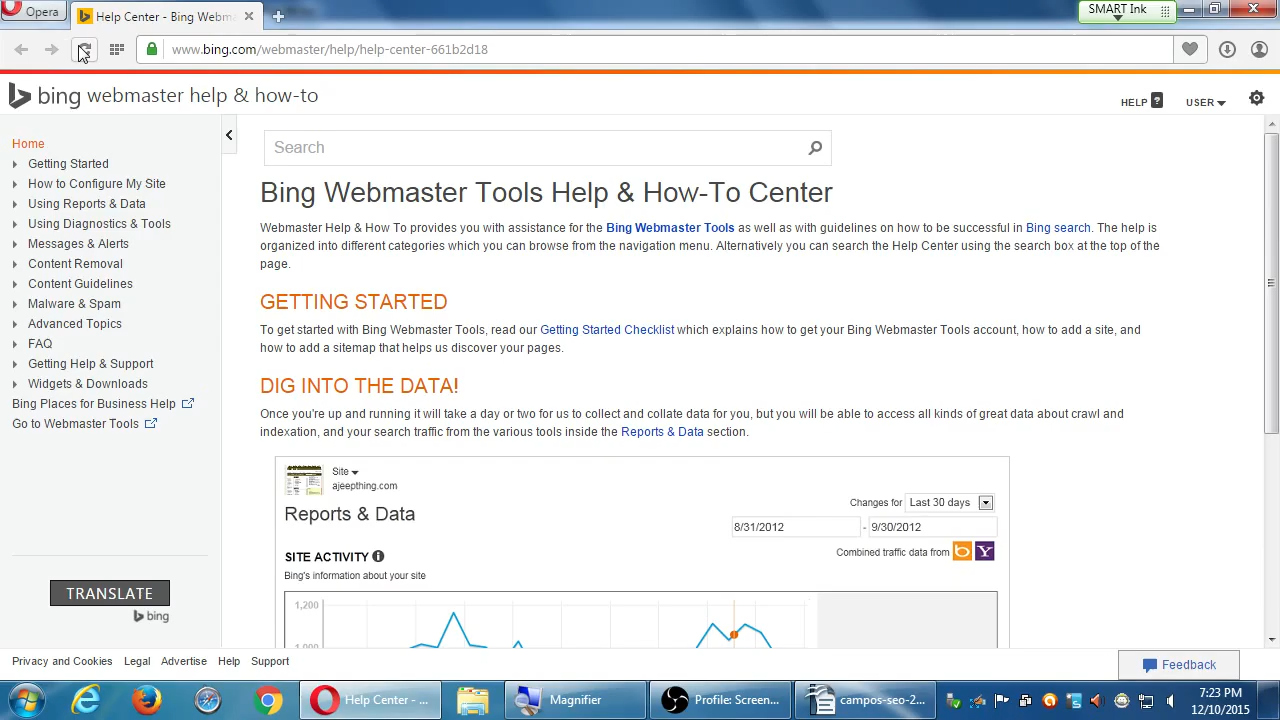 Opera
Help Center - Bing Webma
SMART Ink
www.bing.com/webmaster/help/help-center-661b2d18
bing webmaster help & how-to
HELP ?
USER
Home
Getting Started
How to Configure My Site
Using Reports & Data
Using Diagnostics & Tools
Messages & Alerts
Content Removal
Content Guidelines
Malware & Spam
Advanced Topics
FAQ
Getting Help & Support
Widgets & Downloads
Bing Places for Business Help
Go to Webmaster Tools
TRANSLATE
bing
Search
Bing Webmaster Tools Help & How-To Center
Webmaster Help & How To provides you with assistance for the Bing Webmaster Tools as well as with guidelines on how to be successful in Bing search. The help is
organized into different categories which you can browse from the navigation menu. Alternatively you can search the Help Center using the search box at the top of the
page.
GETTING STARTED
To get started with Bing Webmaster Tools, read our Getting Started Checklist which explains how to get your Bing Webmaster Tools account, how to add a site, and
how to add a sitemap that helps us discover your pages.
DIG INTO THE DATA!
Once you're up and running it will take a day or two for us to collect and collate data for you, but you will be able to access all kinds of great data about crawl and
indexation, and your search traffic from the various tools inside the Reports & Data section.
Site
ajeepthing.com
Changes for Last 30 days
Reports & Data
8/31/2012 - 9/30/2012
SITE ACTIVITY
Combined traffic data from b Y
Bing's information about your site
1,200
1,000
Privacy and Cookies Legal Advertise Help Support
Feedback
Help Center - ...
Magnifier
Profile: Screen...
campos-seo-2...
7:23 PM
12/10/2015